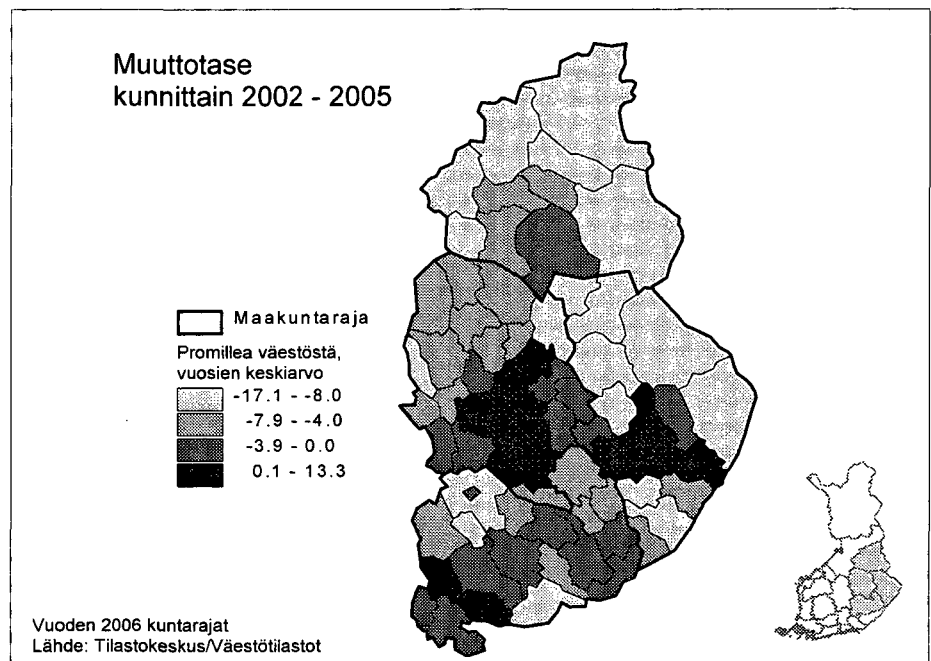 Muuttotase
kunnittain 2002 - 2005
Maakuntaraja
Promillea väestöstä,
vuosien keskiarvo
-17.1 - -8.0
-7.9 - -4.0
-3.9 - 0.0
0.1 - 13.3
Vuoden 2006 kuntarajat
Lähde: Tilastokeskus/Väestötilastot